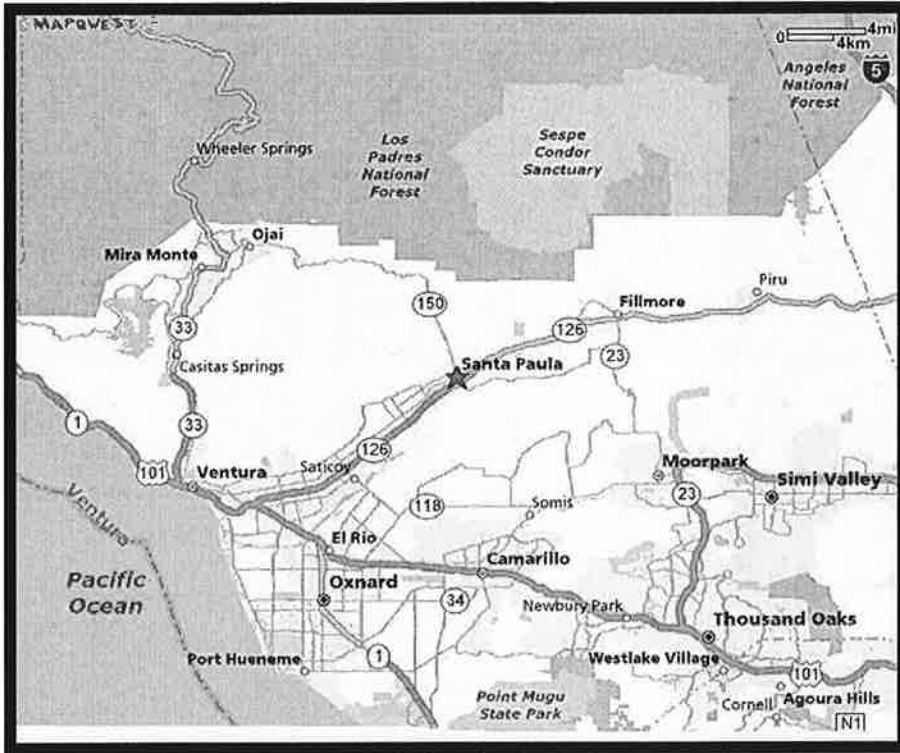 MAPQUEST
0 4mi
4km
Angeles
National
Forest
5
Los
Padres
National
Forest
Sespe
Condor
Sanctuary
Wheeler Springs
Ojai
Mira Monte
Piru
150
Fillmore
33
126
23
Santa Paula
Casitas Springs
1
33
126
101
Ventura
Saticoy
Moorpark
Simi Valley
23
118
Somis
Ventura
El Rio
Camarillo
Pacific
Ocean
Oxnard
34
Newbury Park
Thousand Oaks
Port Hueneme
1
Westlake Village
101
Point Mugu
State Park
Cornell
Agoura Hills
N1